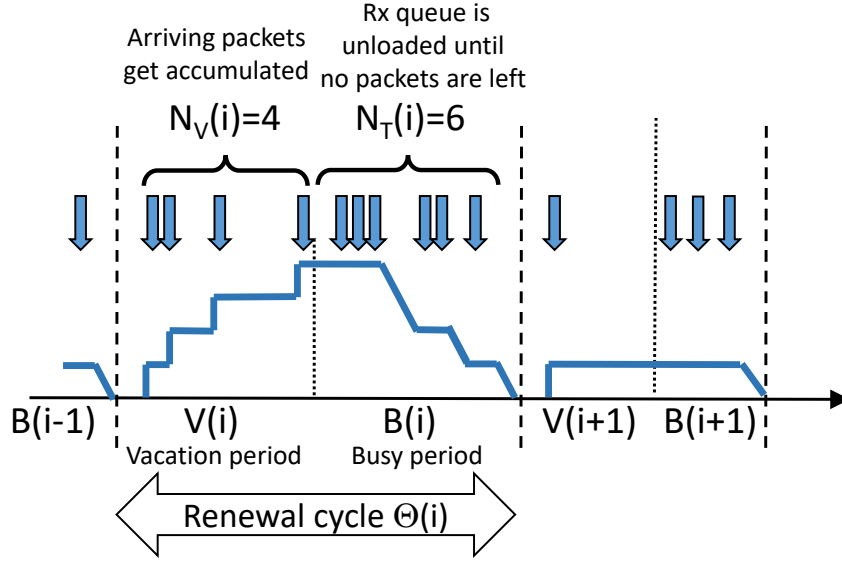 Arriving packets
get accumulated
N_V(i)=4
Rx queue is
unloaded until
no packets are left
N_T(i)=6
B(i-1)
V(i)
B(i)
V(i+1)
B(i+1)
Vacation period
Busy period
Renewal cycle Θ(i)